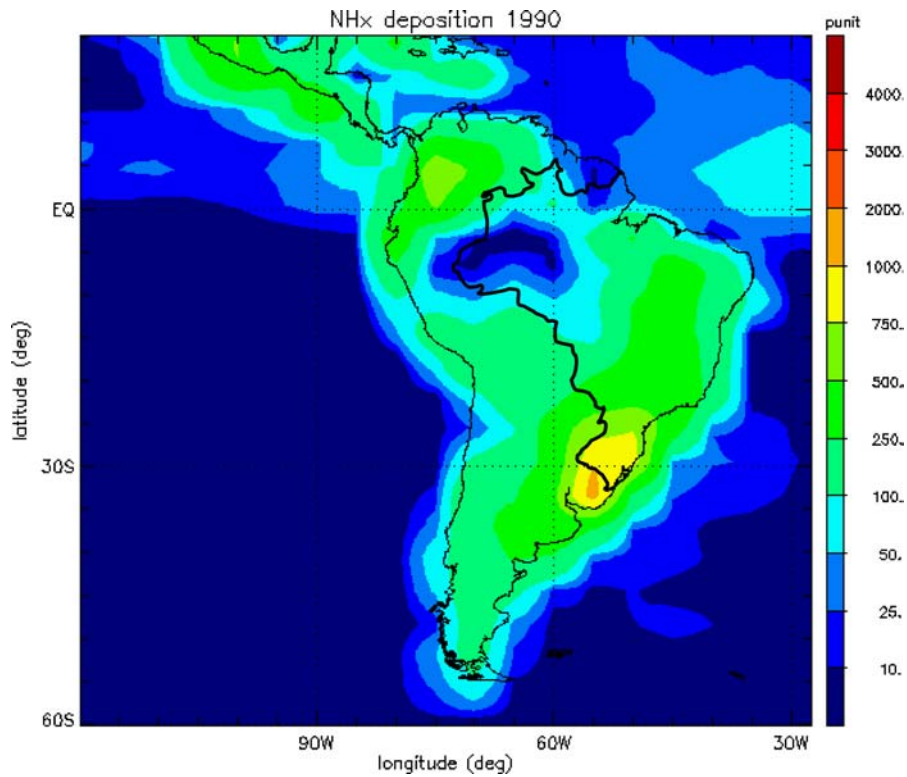 NHx deposition 1990
punit
4000.
3000.
2000.
1000.
750.
500.
250.
100.
50.
25.
10.
EQ
30S
60S
latitude (deg)
90W
60W
30W
longitude (deg)